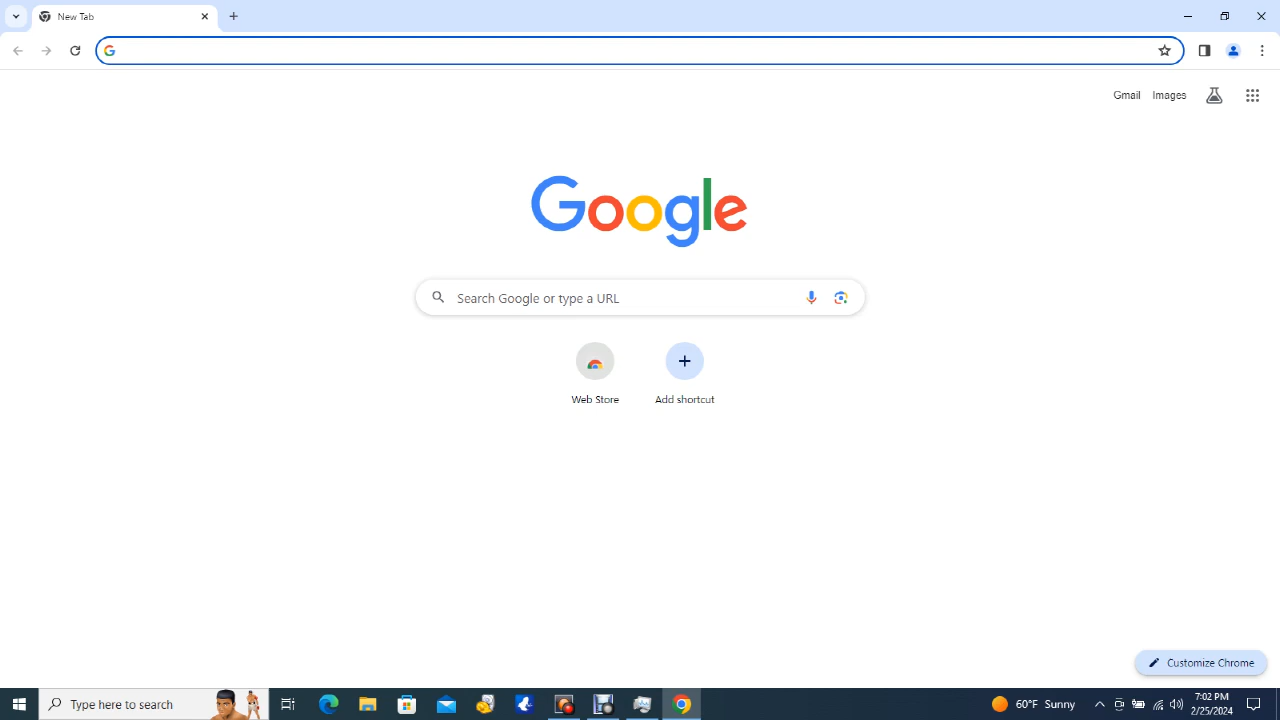 New Tab
Gmail Images
Google
Search Google or type a URL
Web Store Add shortcut
Customize Chrome
Type here to search
60°F Sunny
7:02 PM
2/25/2024